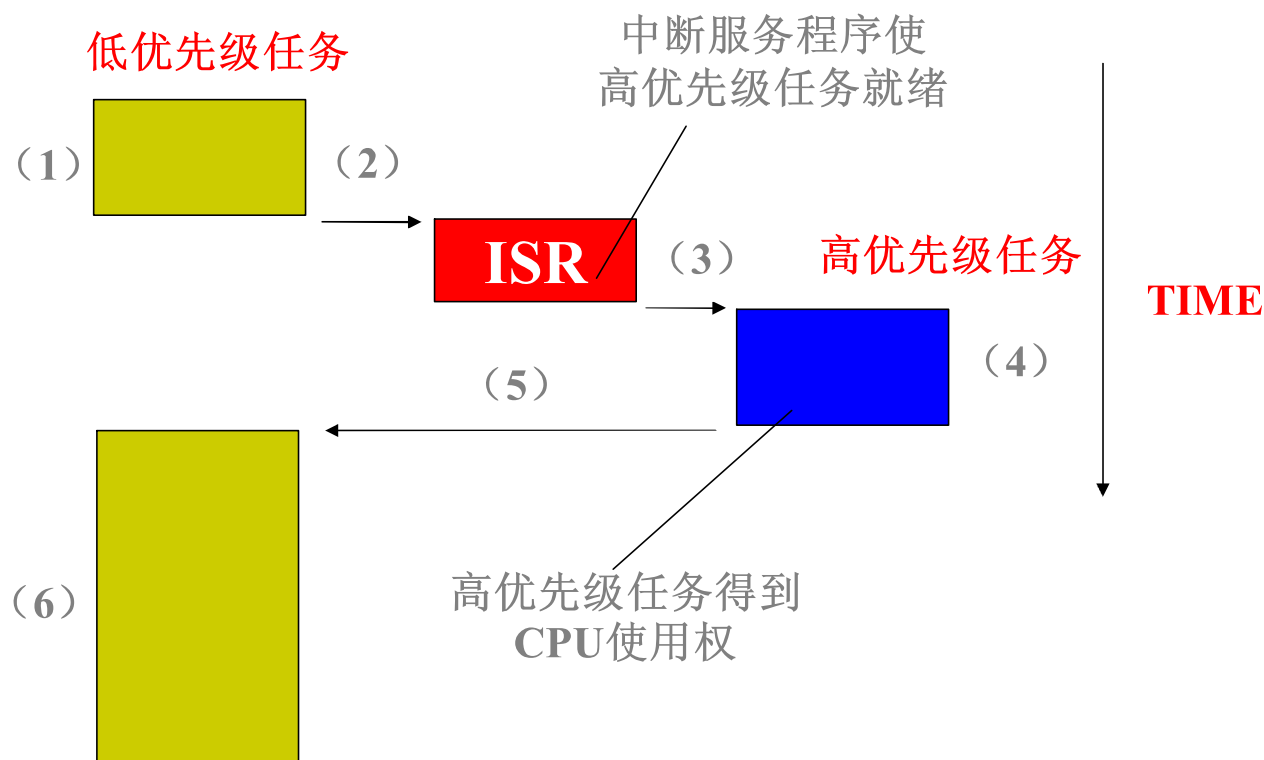 低优先级任务
中断服务程序使
高优先级任务就绪
（1）
（2）
ISR
（3）
高优先级任务
TIME
（4）
（5）
高优先级任务得到
CPU使用权
（6）